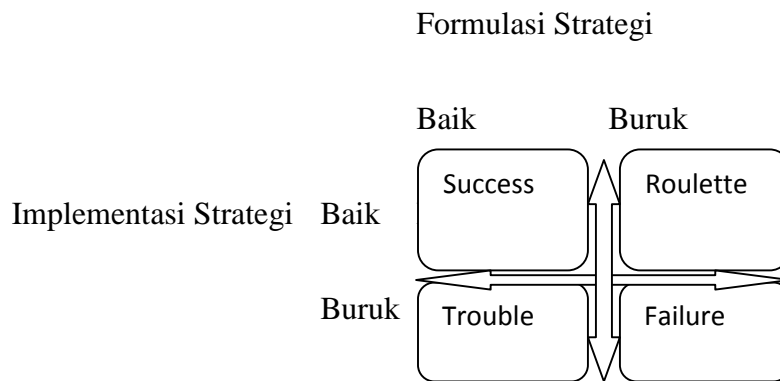 Formulasi Strategi
Baik Buruk
Success Roulette
Implementasi Strategi Baik
Buruk
Trouble Failure